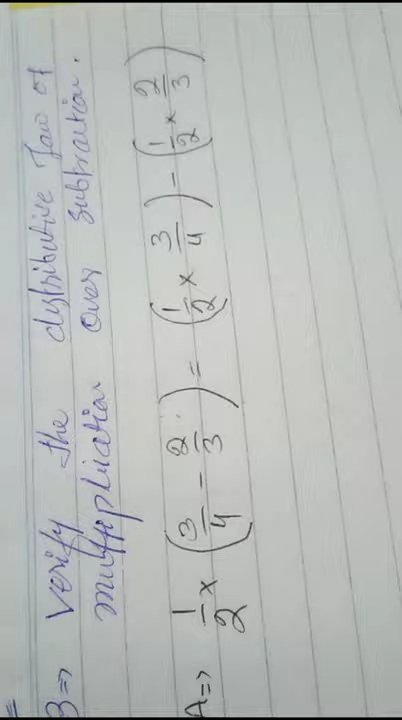 3⇒ Verify the distributive law of
multiplication over subtraction.
A⇒ 1/2 × (3/4 - 2/3) = (1/2 × 3/4) - (1/2 × 2/3)